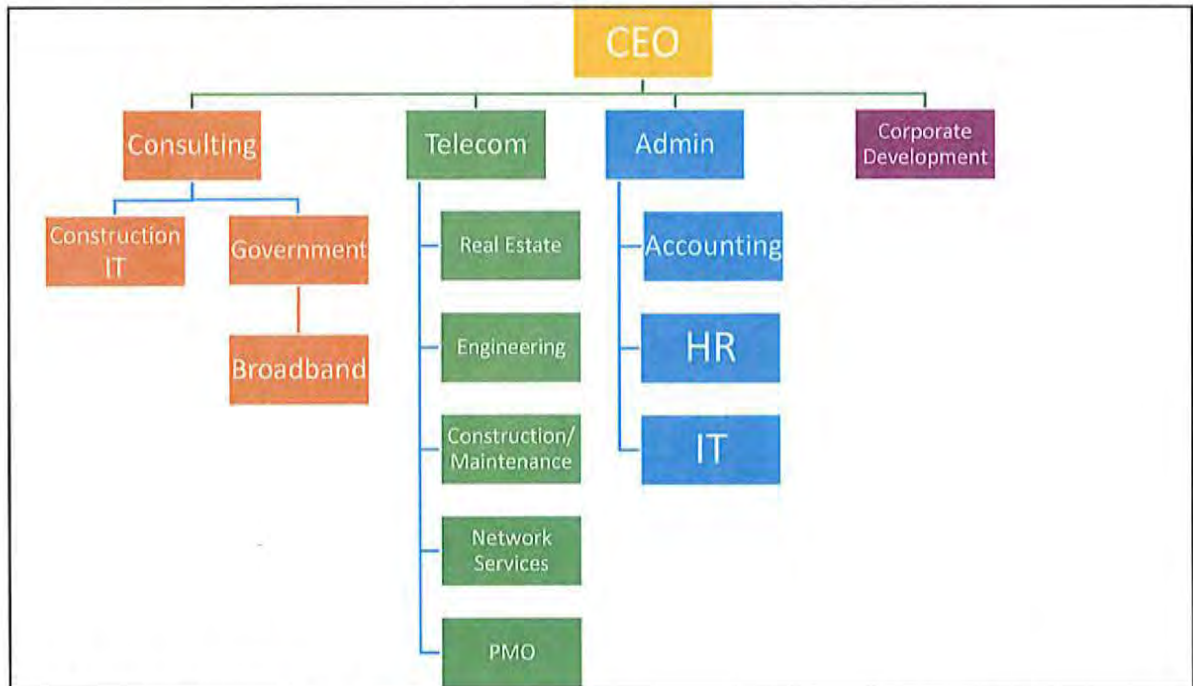 CEO
Consulting
Telecom
Admin
Corporate
Development
Construction
IT
Government
Broadband
Real Estate
Engineering
Construction/
Maintenance
Network
Services
PMO
Accounting
HR
IT